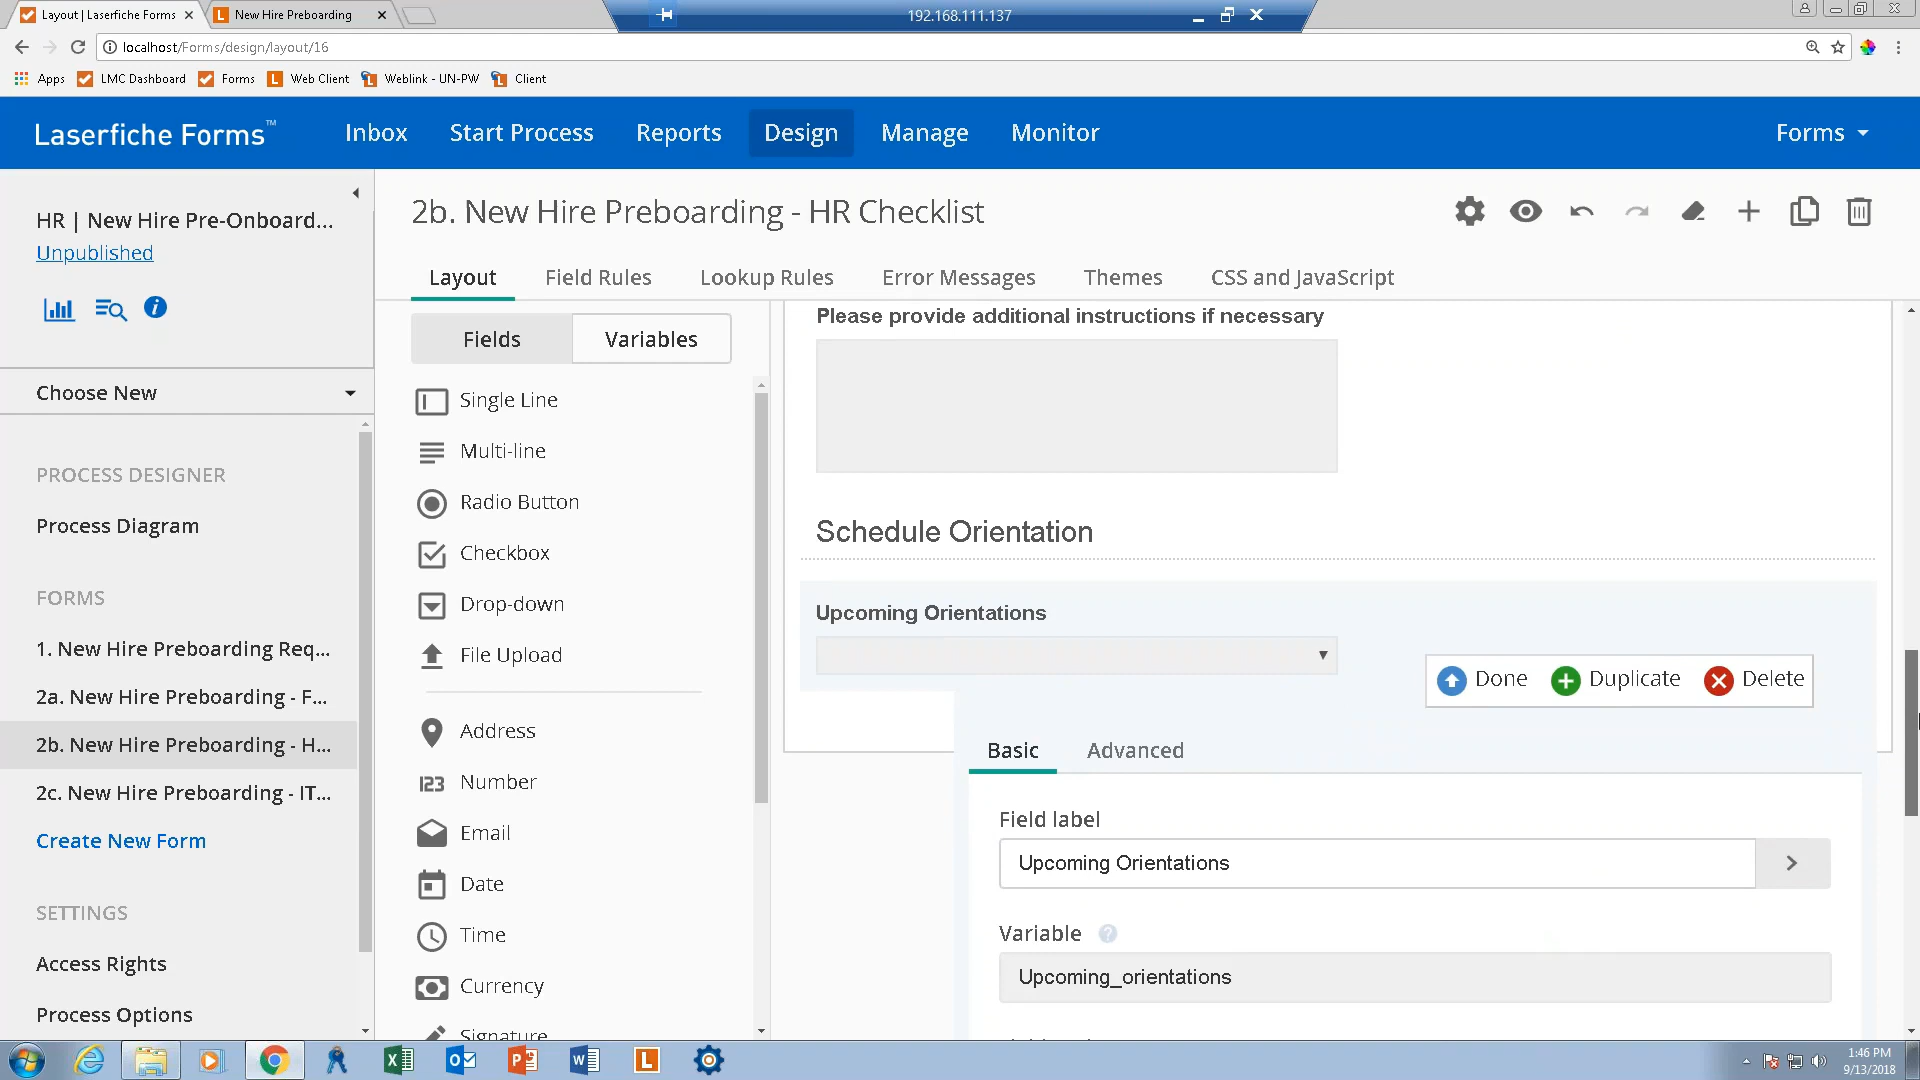 Layout | Laserfiche Forms
New Hire Preboarding
192.168.111.137
localhost/Forms/design/layout/16
Apps
LMC Dashboard
Forms
Web Client
Weblink - UN-PW
Client
Laserfiche Forms™
Inbox
Start Process
Reports
Design
Manage
Monitor
Forms
HR | New Hire Pre-Onboard...
Unpublished
Choose New
PROCESS DESIGNER
Process Diagram
FORMS
1. New Hire Preboarding Req...
2a. New Hire Preboarding - F...
2b. New Hire Preboarding - H...
2c. New Hire Preboarding - IT...
Create New Form
SETTINGS
Access Rights
Process Options
2b. New Hire Preboarding - HR Checklist
Layout
Field Rules
Lookup Rules
Error Messages
Themes
CSS and JavaScript
Fields
Variables
Single Line
Multi-line
Radio Button
Checkbox
Drop-down
File Upload
Address
123 Number
Email
Date
Time
Currency
Signature
Please provide additional instructions if necessary
Schedule Orientation
Upcoming Orientations
Done
Duplicate
Delete
Basic
Advanced
Field label
Upcoming Orientations
Variable ?
Upcoming_orientations
1:46 PM
9/13/2018